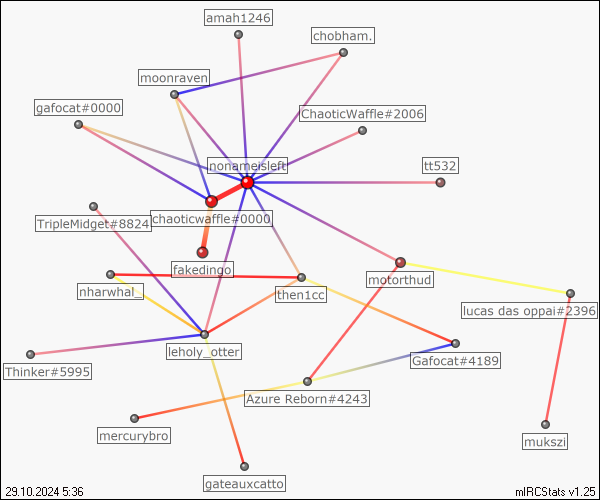 amah1246
chobham.
moonraven
gafocat#0000
ChaoticWaffle#2006
nonameisleft
tt532
chaoticwaffle#0000
TripleMidget#8824
fakedingo
motorthud
nharwhal_
then1cc
lucas das oppai#2396
leholy_otter
Gafocat#4189
Thinker#5995
Azure Reborn#4243
mercurybro
mukszi
gateauxcatto
29.10.2024 5:36
mIRCStats v1.25